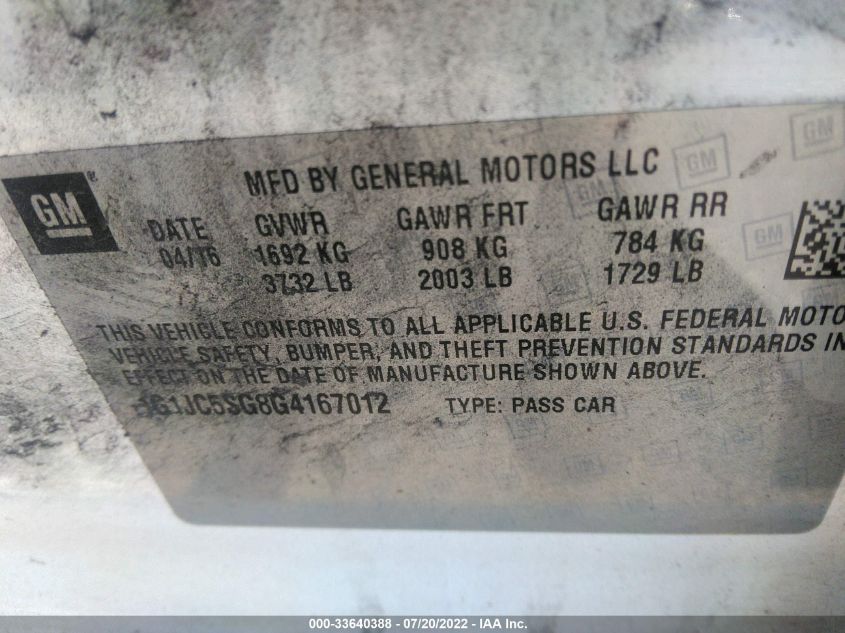 GM
MFD BY GENERAL MOTORS LLC
DATE GVWR GAWR FRT GAWR RR
04/16 1692 KG 908 KG 784 KG
3732 LB 2003 LB 1729 LB
THIS VEHICLE CONFORMS TO ALL APPLICABLE U.S. FEDERAL MOTO
VEHICLE SAFETY, BUMPER, AND THEFT PREVENTION STANDARDS IN
EFFECT ON THE DATE OF MANUFACTURE SHOWN ABOVE.
1G1JC5SG8G4167012 TYPE: PASS CAR
000-33640388 - 07/20/2022 - IAA Inc.